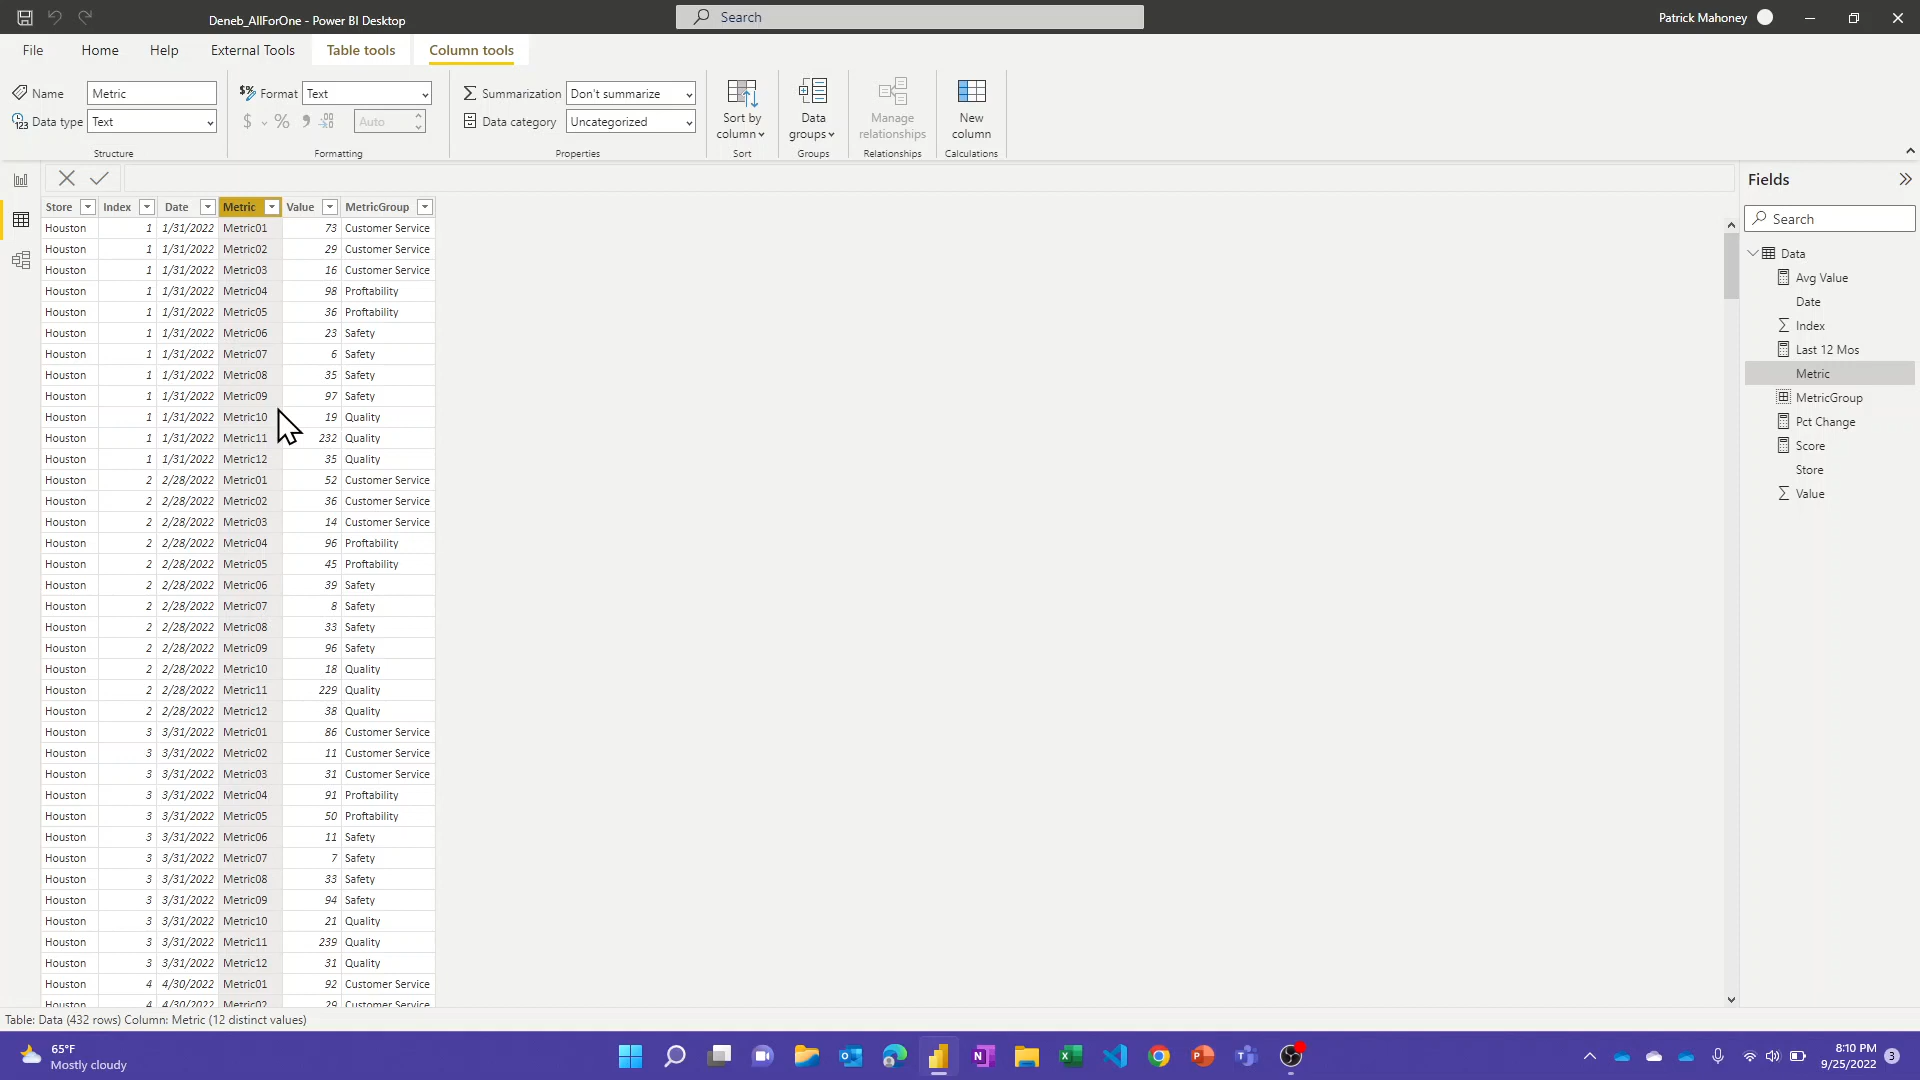 Deneb_AllForOne - Power BI Desktop
Search
Patrick Mahoney
File Home Help External Tools Table tools Column tools
Name Metric
Format Text
Summarization Don't summarize
Sort by column
Data groups
Manage relationships
New column
Data type Text
$ % 9 Auto
Data category Uncategorized
Structure Formatting Properties Sort Groups Relationships Calculations
Store Index Date Metric Value MetricGroup
Houston 1 1/31/2022 Metric01 73 Customer Service
Houston 1 1/31/2022 Metric02 29 Customer Service
Houston 1 1/31/2022 Metric03 16 Customer Service
Houston 1 1/31/2022 Metric04 98 Proftability
Houston 1 1/31/2022 Metric05 36 Proftability
Houston 1 1/31/2022 Metric06 23 Safety
Houston 1 1/31/2022 Metric07 6 Safety
Houston 1 1/31/2022 Metric08 35 Safety
Houston 1 1/31/2022 Metric09 97 Safety
Houston 1 1/31/2022 Metric10 19 Quality
Houston 1 1/31/2022 Metric11 232 Quality
Houston 1 1/31/2022 Metric12 35 Quality
Houston 2 2/28/2022 Metric01 52 Customer Service
Houston 2 2/28/2022 Metric02 36 Customer Service
Houston 2 2/28/2022 Metric03 14 Customer Service
Houston 2 2/28/2022 Metric04 96 Proftability
Houston 2 2/28/2022 Metric05 45 Proftability
Houston 2 2/28/2022 Metric06 39 Safety
Houston 2 2/28/2022 Metric07 8 Safety
Houston 2 2/28/2022 Metric08 33 Safety
Houston 2 2/28/2022 Metric09 96 Safety
Houston 2 2/28/2022 Metric10 18 Quality
Houston 2 2/28/2022 Metric11 229 Quality
Houston 2 2/28/2022 Metric12 38 Quality
Houston 3 3/31/2022 Metric01 86 Customer Service
Houston 3 3/31/2022 Metric02 11 Customer Service
Houston 3 3/31/2022 Metric03 31 Customer Service
Houston 3 3/31/2022 Metric04 91 Proftability
Houston 3 3/31/2022 Metric05 50 Proftability
Houston 3 3/31/2022 Metric06 11 Safety
Houston 3 3/31/2022 Metric07 7 Safety
Houston 3 3/31/2022 Metric08 33 Safety
Houston 3 3/31/2022 Metric09 94 Safety
Houston 3 3/31/2022 Metric10 21 Quality
Houston 3 3/31/2022 Metric11 239 Quality
Houston 3 3/31/2022 Metric12 31 Quality
Houston 4 4/30/2022 Metric01 92 Customer Service
Houston 4 4/30/2022 Metric02 29 Customer Service
Fields
Search
Data
Avg Value
Date
Index
Last 12 Mos
Metric
MetricGroup
Pct Change
Score
Store
Value
Table: Data (432 rows) Column: Metric (12 distinct values)
65°F
Mostly cloudy
8:10 PM
9/25/2022
3